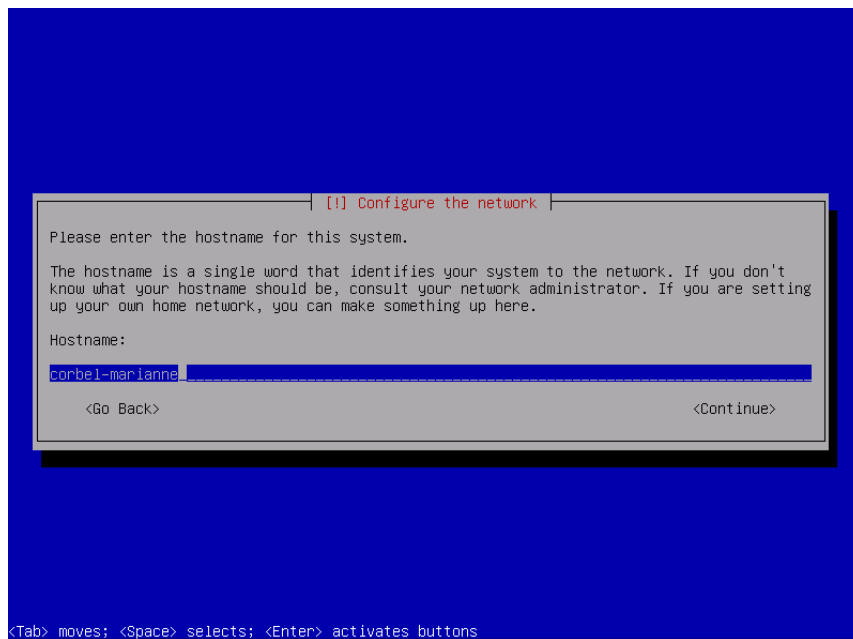 [!] Configure the network
Please enter the hostname for this system.
The hostname is a single word that identifies your system to the network. If you don't
know what your hostname should be, consult your network administrator. If you are setting
up your own home network, you can make something up here.
Hostname:
corbel-marianne
<Go Back> <Continue>
<Tab> moves; <Space> selects; <Enter> activates buttons